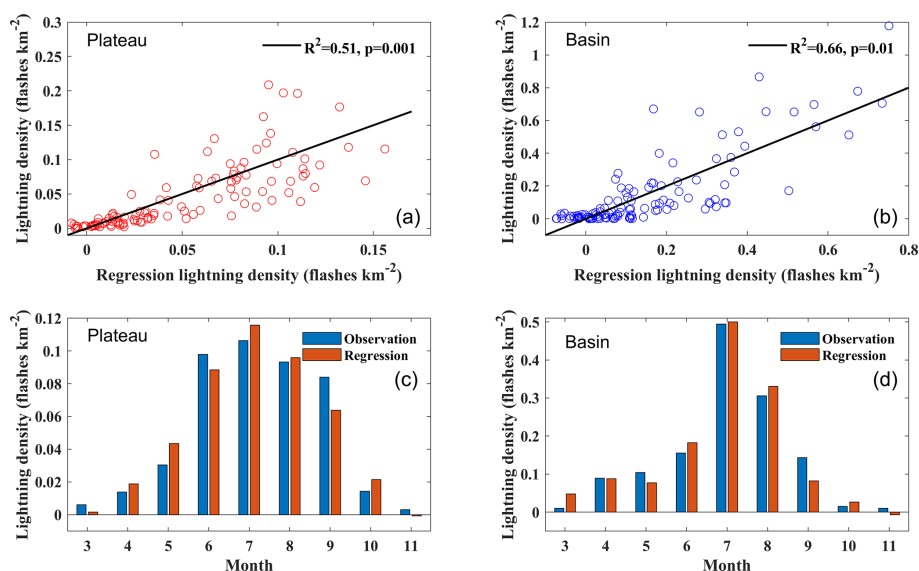 Plateau
R²=0.51, p=0.001
(a)
Lightning density (flashes km⁻²)
0.3
0.25
0.2
0.15
0.1
0.05
0
0 0.05 0.1 0.15
Regression lightning density (flashes km⁻²)
Basin
R²=0.66, p=0.01
(b)
Lightning density (flashes km⁻²)
1.2
1
0.8
0.6
0.4
0.2
0
0 0.2 0.4 0.6 0.8
Regression lightning density (flashes km⁻²)
Plateau
Observation
Regression
(c)
Lightning density (flashes km⁻²)
0.12
0.1
0.08
0.06
0.04
0.02
0
3 4 5 6 7 8 9 10 11
Month
Basin
Observation
Regression
(d)
Lightning density (flashes km⁻²)
0.5
0.4
0.3
0.2
0.1
0
3 4 5 6 7 8 9 10 11
Month